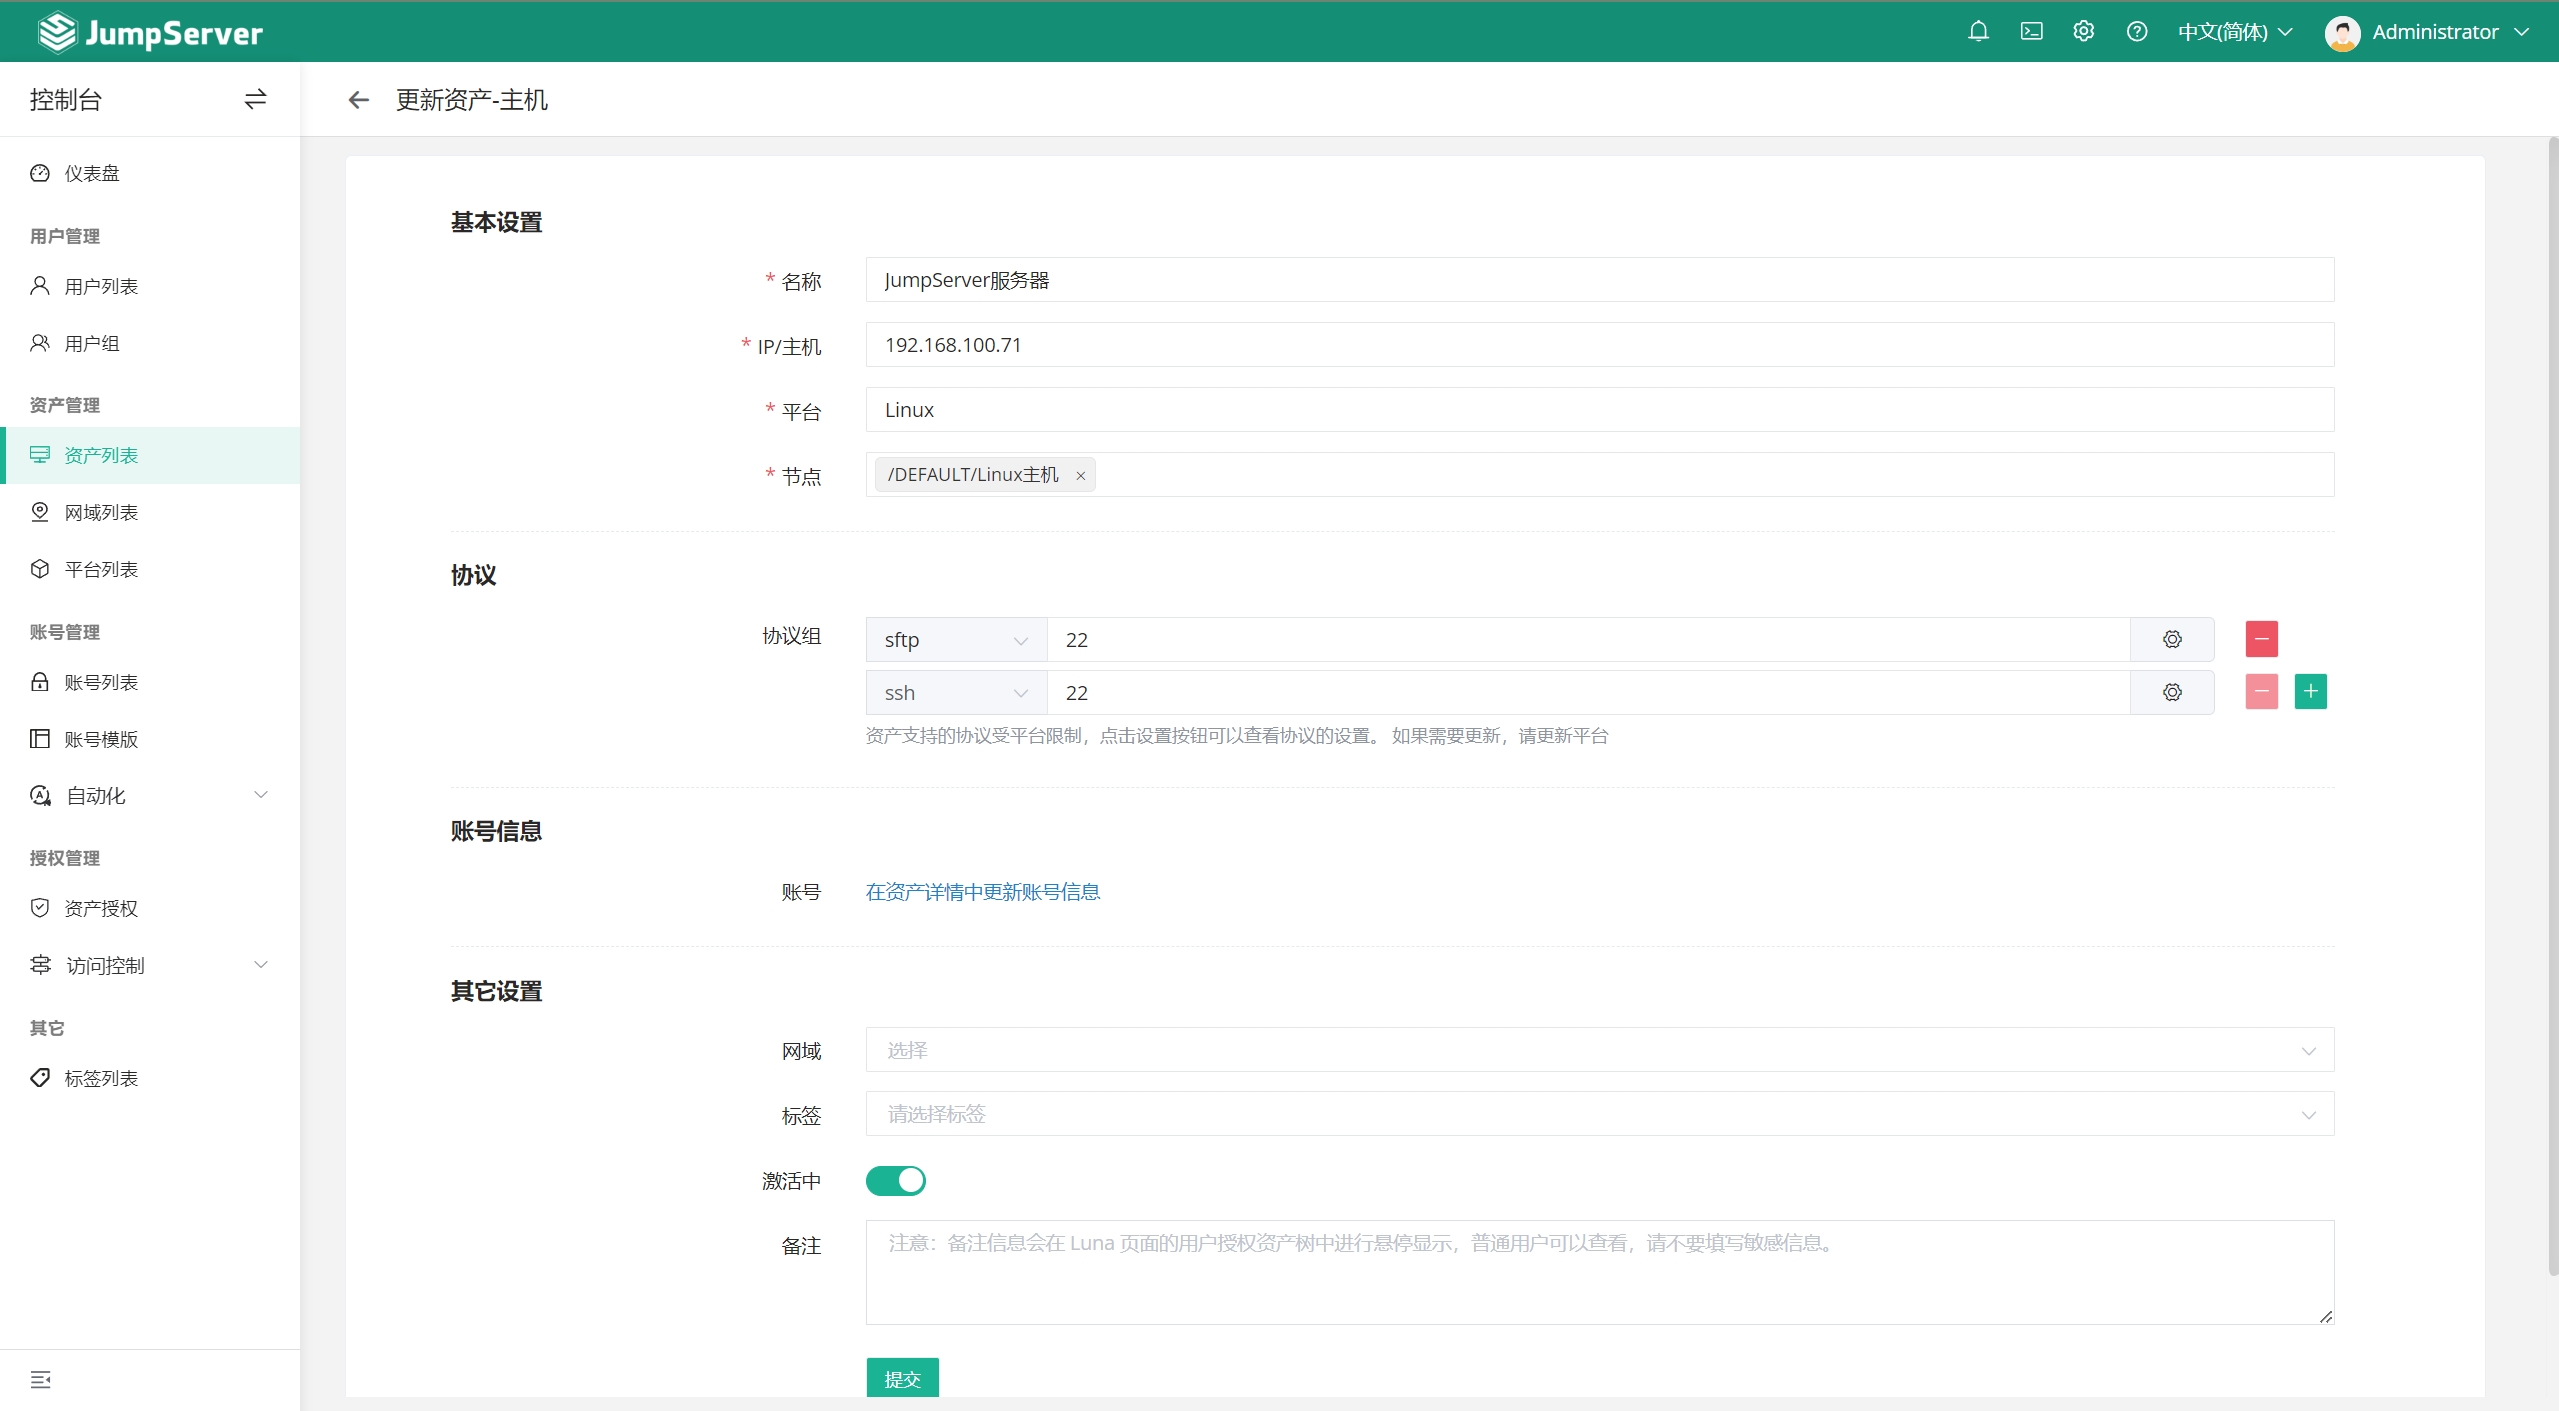 JumpServer
中文(简体)
Administrator
控制台
更新资产-主机
仪表盘
用户管理
用户列表
用户组
资产管理
资产列表
网域列表
平台列表
账号管理
账号列表
账号模版
自动化
授权管理
资产授权
访问控制
其它
标签列表
基本设置
* 名称
JumpServer服务器
* IP/主机
192.168.100.71
* 平台
Linux
* 节点
/DEFAULT/Linux主机 ×
协议
协议组
sftp
22
ssh
22
资产支持的协议受平台限制，点击设置按钮可以查看协议的设置。 如果需要更新，请更新平台
账号信息
账号
在资产详情中更新账号信息
其它设置
网域
选择
标签
请选择标签
激活中
备注
注意：备注信息会在 Luna 页面的用户授权资产树中进行悬停显示，普通用户可以查看，请不要填写敏感信息。
提交